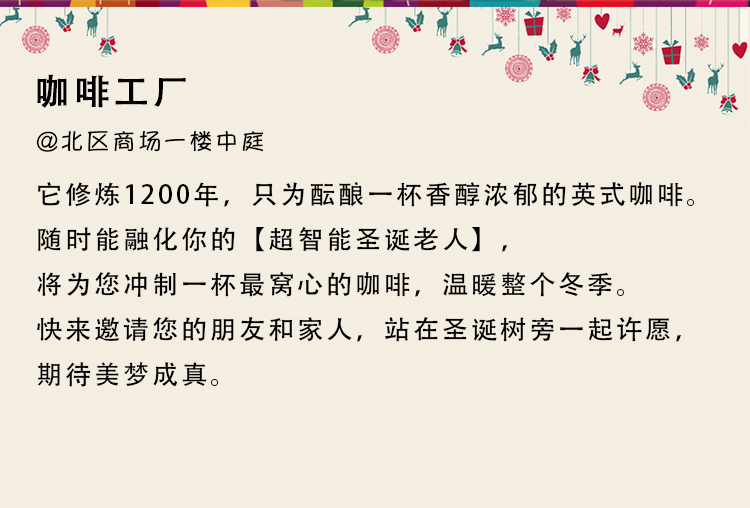 咖啡工厂
@北区商场一楼中庭
它修炼1200年，只为酝酿一杯香醇浓郁的英式咖啡。
随时能融化你的【超智能圣诞老人】，
将为您冲制一杯最窝心的咖啡，温暖整个冬季。
快来邀请您的朋友和家人，站在圣诞树旁一起许愿，
期待美梦成真。